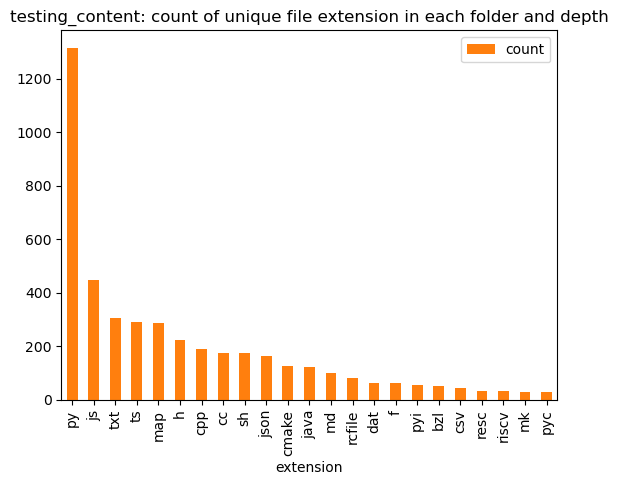 testing_content: count of unique file extension in each folder and depth
count
1200
1000
800
600
400
200
0
py
js
txt
ts
map
h
cpp
cc
sh
json
cmake
java
md
rcfile
dat
f
pyi
bzl
csv
resc
riscv
mk
pyc
extension